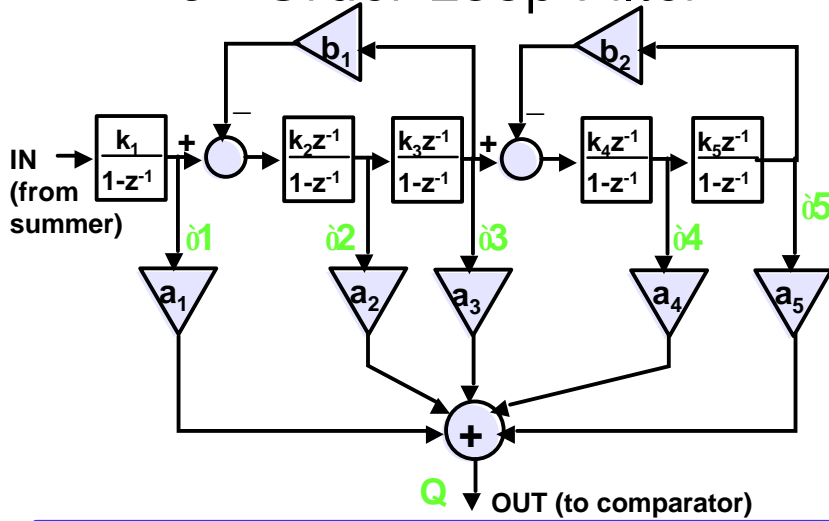 b₁
b₂
IN
(from
summer)
k₁
1-z⁻¹
+
_
k₂z⁻¹
1-z⁻¹
k₃z⁻¹
1-z⁻¹
+
_
k₄z⁻¹
1-z⁻¹
k₅z⁻¹
1-z⁻¹
ò1
ò2
ò3
ò4
ò5
a₁
a₂
a₃
a₄
a₅
+
Q
OUT (to comparator)